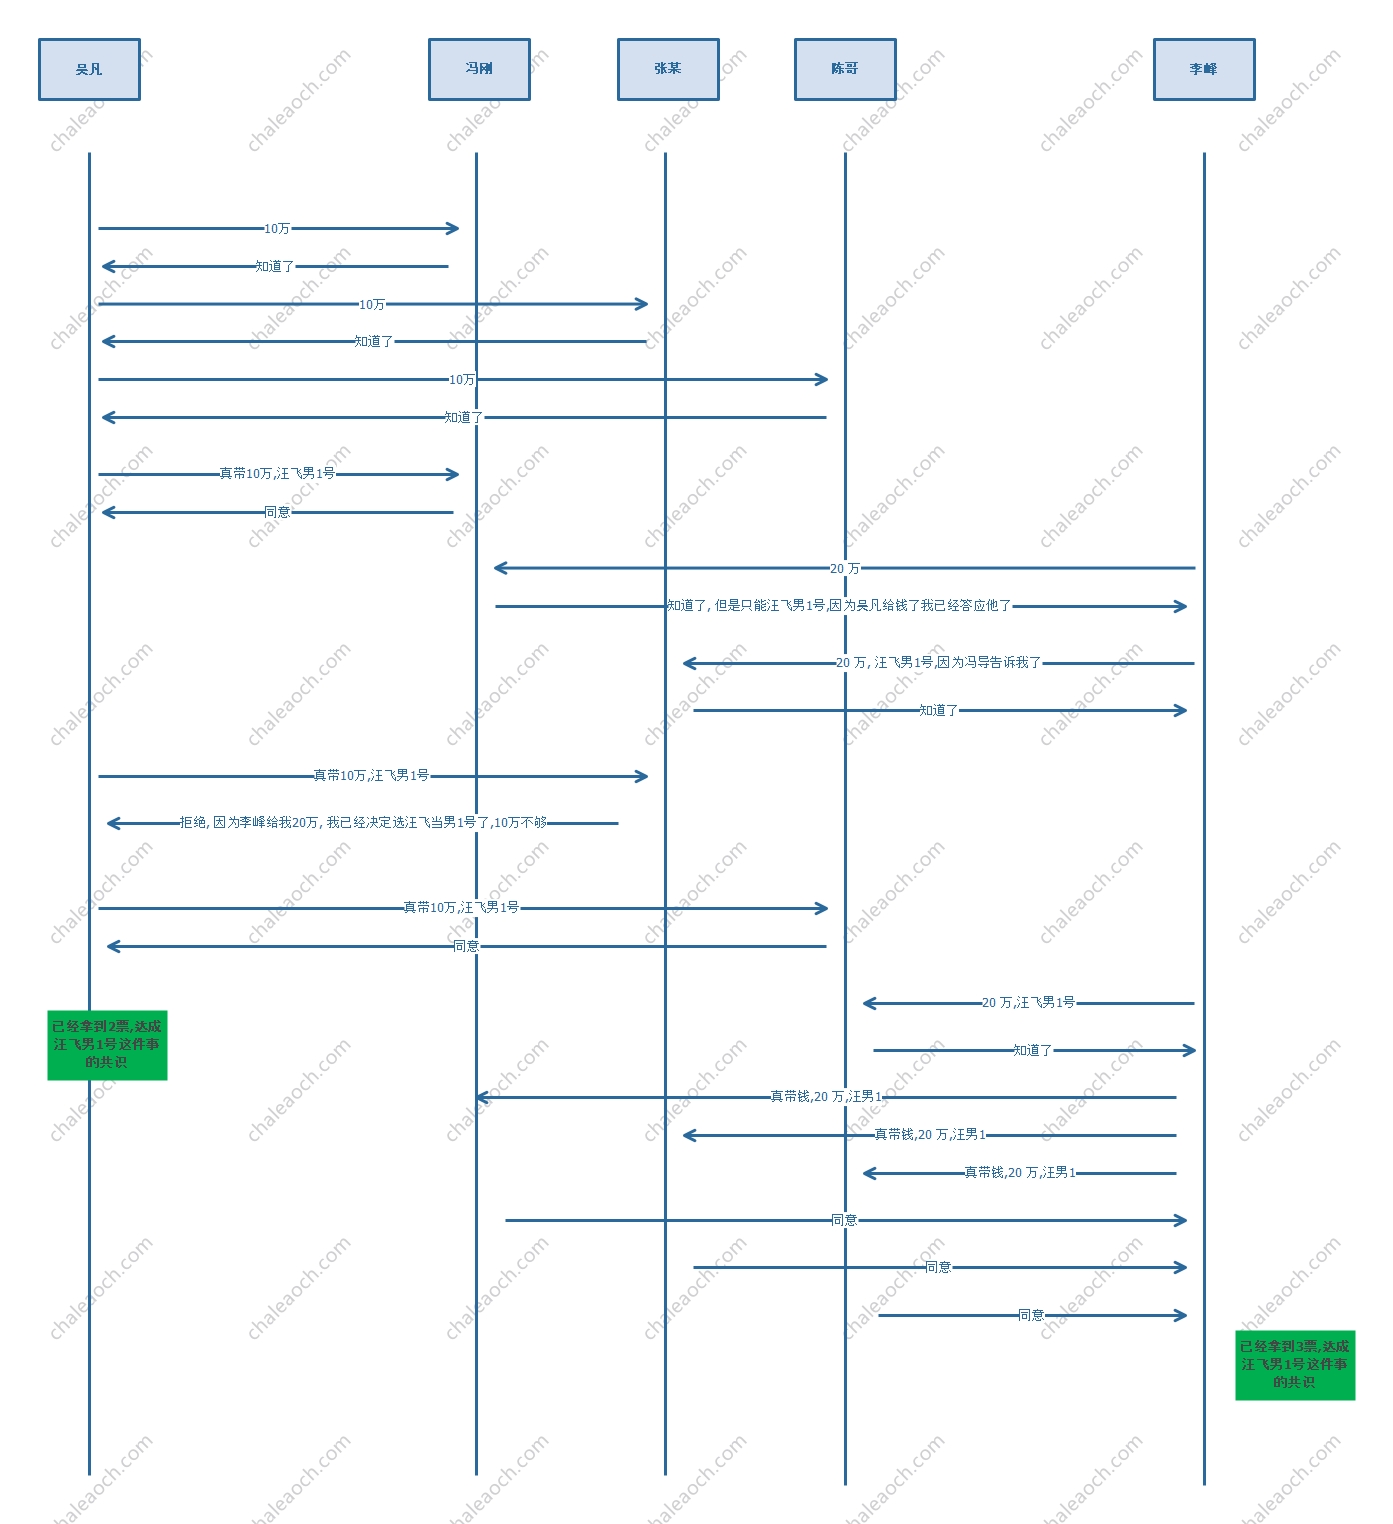 吴凡
冯刚
张某
陈哥
李峰
10万
知道了
10万
知道了
10万
知道了
真带10万,汪飞男1号
同意
20 万
知道了, 但是只能汪飞男1号,因为吴凡给钱了我已经答应他了
20 万, 汪飞男1号,因为冯导告诉我了
知道了
真带10万,汪飞男1号
拒绝, 因为李峰给我20万, 我已经决定选汪飞当男1号了,10万不够
真带10万,汪飞男1号
同意
20 万,汪飞男1号
已经拿到2票,达成
汪飞男1号这件事
的共识
知道了
真带钱,20 万,汪男1
真带钱,20 万,汪男1
真带钱,20 万,汪男1
同意
同意
同意
已经拿到3票,达成
汪飞男1号这件事
的共识
chaleaoch.com